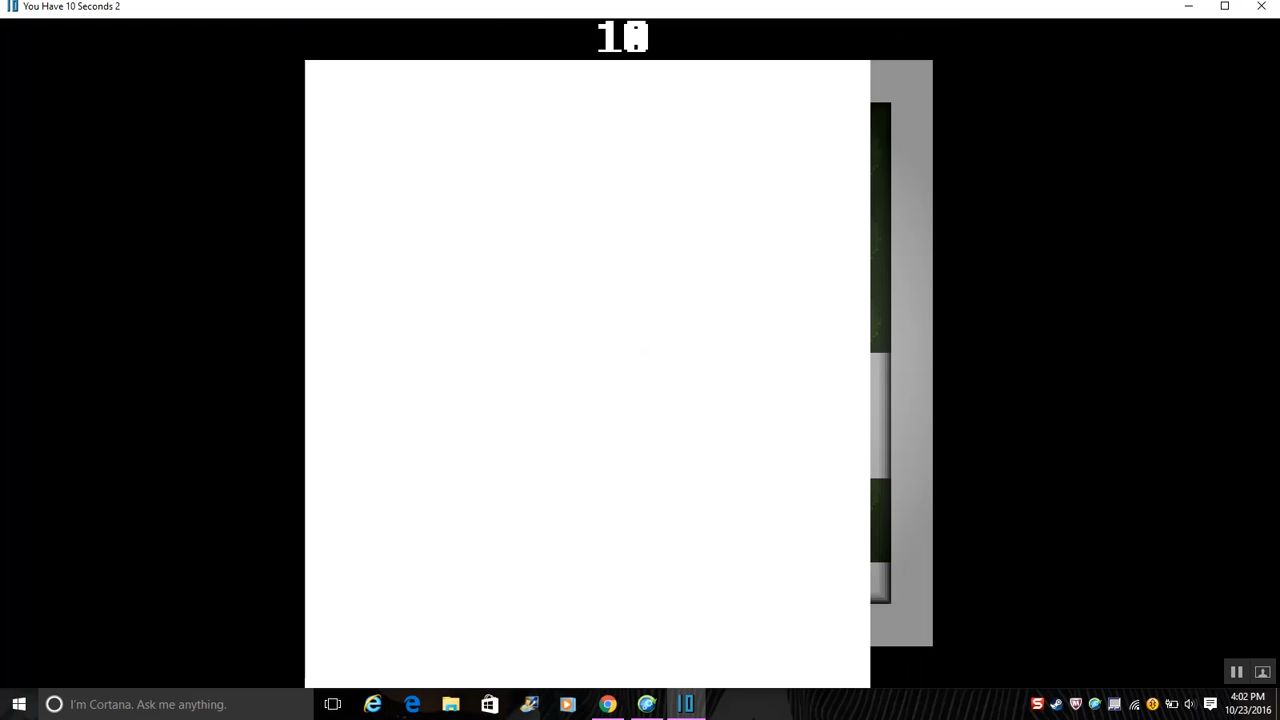 You Have 10 Seconds 2
10
I'm Cortana. Ask me anything.
4:02 PM
10/23/2016